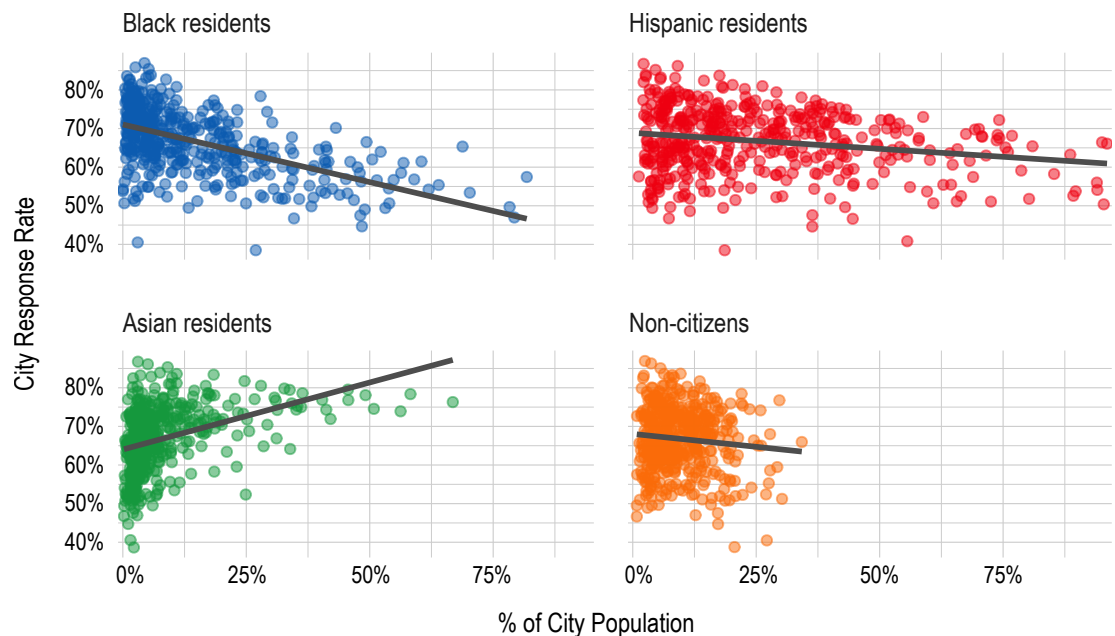 Black residents
Hispanic residents
80%
70%
60%
50%
40%
City Response Rate
Asian residents
Non-citizens
80%
70%
60%
50%
40%
0% 25% 50% 75%
0% 25% 50% 75%
% of City Population